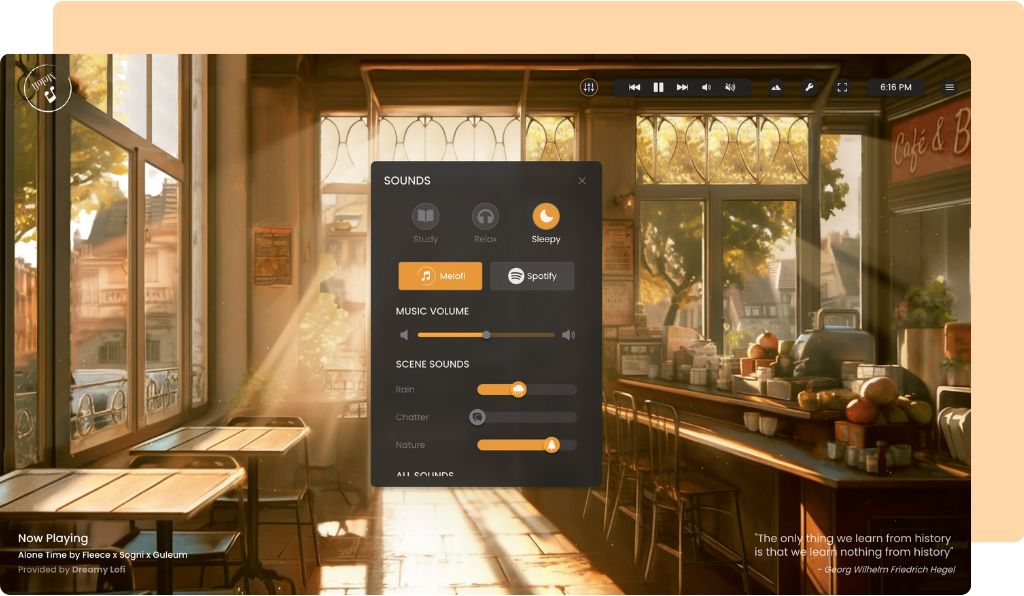 Melofi
6:16 PM
Café & B
SOUNDS
Study
Relax
Sleepy
Melofi
Spotify
MUSIC VOLUME
SCENE SOUNDS
Rain
Chatter
Nature
ALL SOUNDS
Now Playing
Alone Time by Fleece x Sogni x Guleum
Provided by Dreamy Lofi
"The only thing we learn from history
is that we learn nothing from history"
- Georg Wilhelm Friedrich Hegel